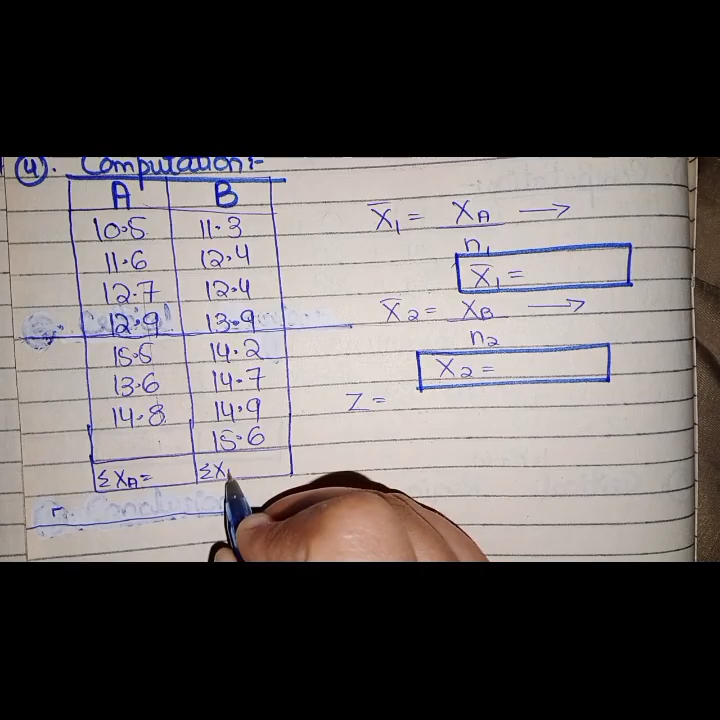 4). Computation:-
A B
10.5 11.3
11.6 12.4
12.7 12.4
12.9 13.9
15.5 14.2
13.6 14.7
14.8 14.9
15.6
ΣXA= ΣX
X̄1 = XA →
n1
X̄1 =
X̄2 = XB →
n2
X2 =
Z =